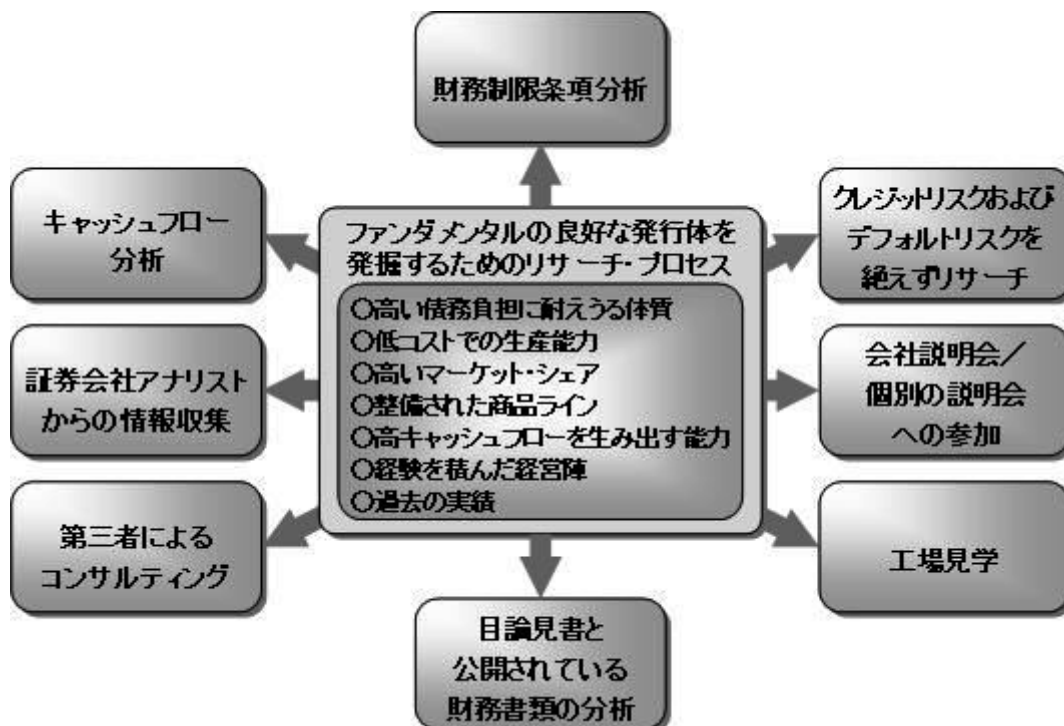 財務制限条項分析
キャッシュフロー
分析
クレジットリスクおよび
デフォルトリスクを
絶えずリサーチ
ファンダメンタルの良好な発行体を
発掘するためのリサーチ・プロセス
○高い債務負担に耐えうる体質
○低コストでの生産能力
○高いマーケット・シェア
○整備された商品ライン
○高キャッシュフローを生み出す能力
○経験を積んだ経営陣
○過去の実績
証券会社アナリスト
からの情報収集
会社説明会/
個別の説明会
への参加
第三者による
コンサルティング
工場見学
目論見書と
公開されている
財務書類の分析